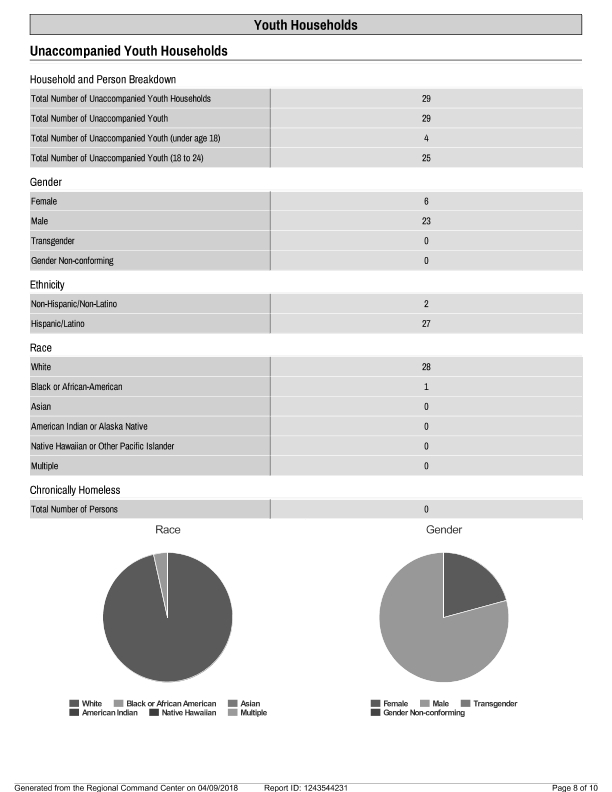 Youth Households
Unaccompanied Youth Households
Household and Person Breakdown
Total Number of Unaccompanied Youth Households 29
Total Number of Unaccompanied Youth 29
Total Number of Unaccompanied Youth (under age 18) 4
Total Number of Unaccompanied Youth (18 to 24) 25
Gender
Female 6
Male 23
Transgender 0
Gender Non-conforming 0
Ethnicity
Non-Hispanic/Non-Latino 2
Hispanic/Latino 27
Race
White 28
Black or African-American 1
Asian 0
American Indian or Alaska Native 0
Native Hawaiian or Other Pacific Islander 0
Multiple 0
Chronically Homeless
Total Number of Persons 0
Race
White Black or African American Asian
American Indian Native Hawaiian Multiple
Gender
Female Male Transgender
Gender Non-conforming
Generated from the Regional Command Center on 04/09/2018 Report ID: 1243544231 Page 8 of 10